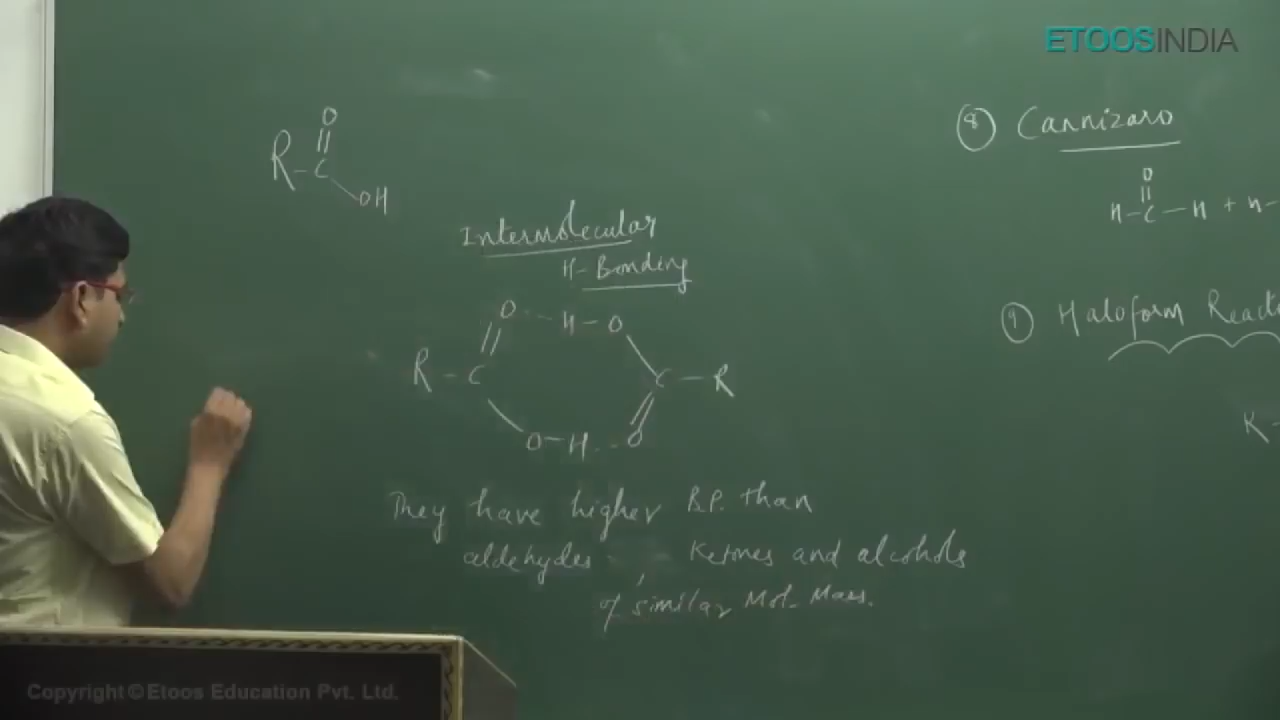 ETOOSINDIA
R-C
O
OH
Intermolecular
H-Bonding
O H-O
R-C C-R
O-H O
They have higher B.P. than
aldehydes, Ketones and alcohols
of similar Mol. Mass.
8 Cannizaro
O
H-C-H + H-
9 Haloform Reacti
Copyright © Etoos Education Pvt. Ltd.